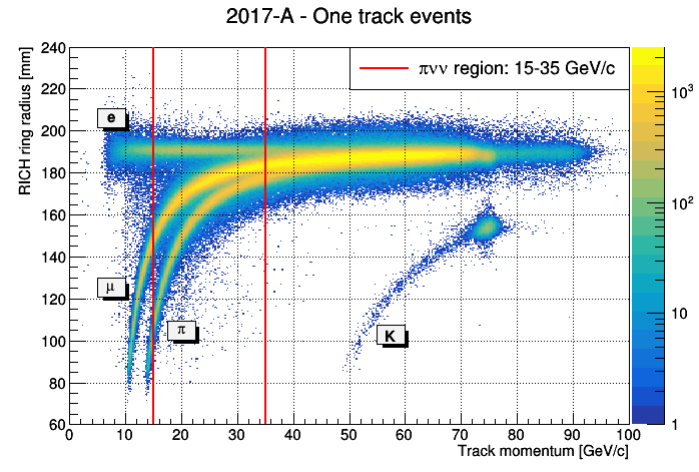 2017-A - One track events
RICH ring radius [mm]
240
220
200
180
160
140
120
100
80
60
πνν region: 15-35 GeV/c
e
μ
π
K
10³
10²
10
1
0 10 20 30 40 50 60 70 80 90 100
Track momentum [GeV/c]